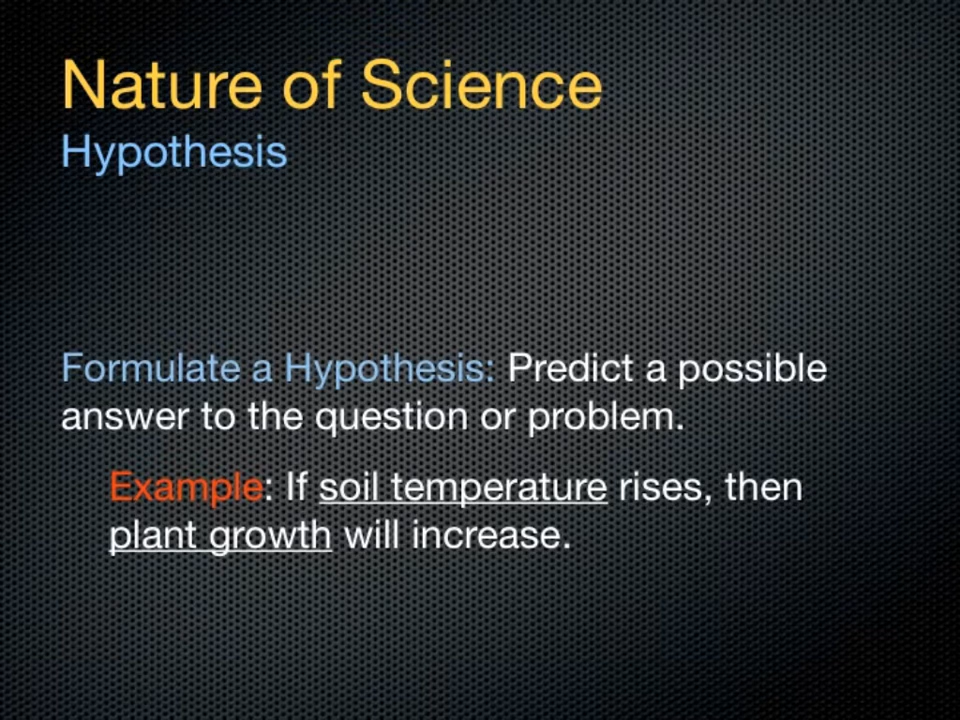 Nature of Science
Hypothesis
Formulate a Hypothesis: Predict a possible
answer to the question or problem.
Example: If soil temperature rises, then
plant growth will increase.